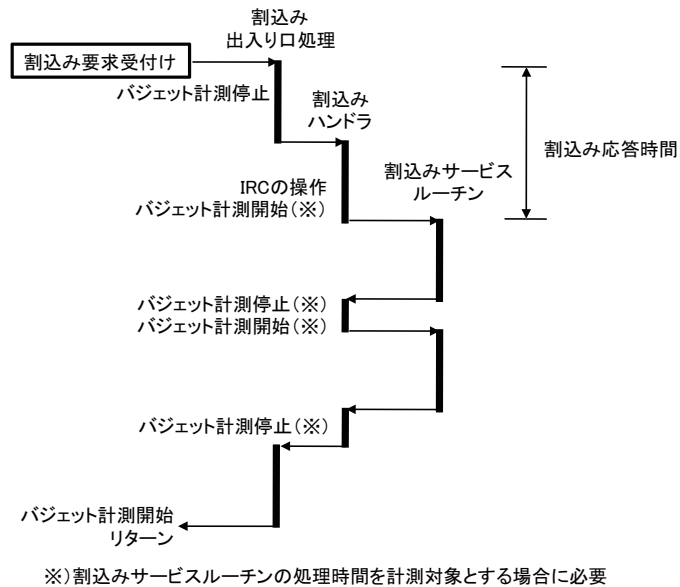 割込み
出入り口処理
割込み要求受付け
バジェット計測停止
割込み
ハンドラ
割込み応答時間
割込みサービス
ルーチン
IRCの操作
バジェット計測開始(※)
バジェット計測停止(※)
バジェット計測開始(※)
バジェット計測停止(※)
バジェット計測開始
リターン
※)割込みサービスルーチンの処理時間を計測対象とする場合に必要